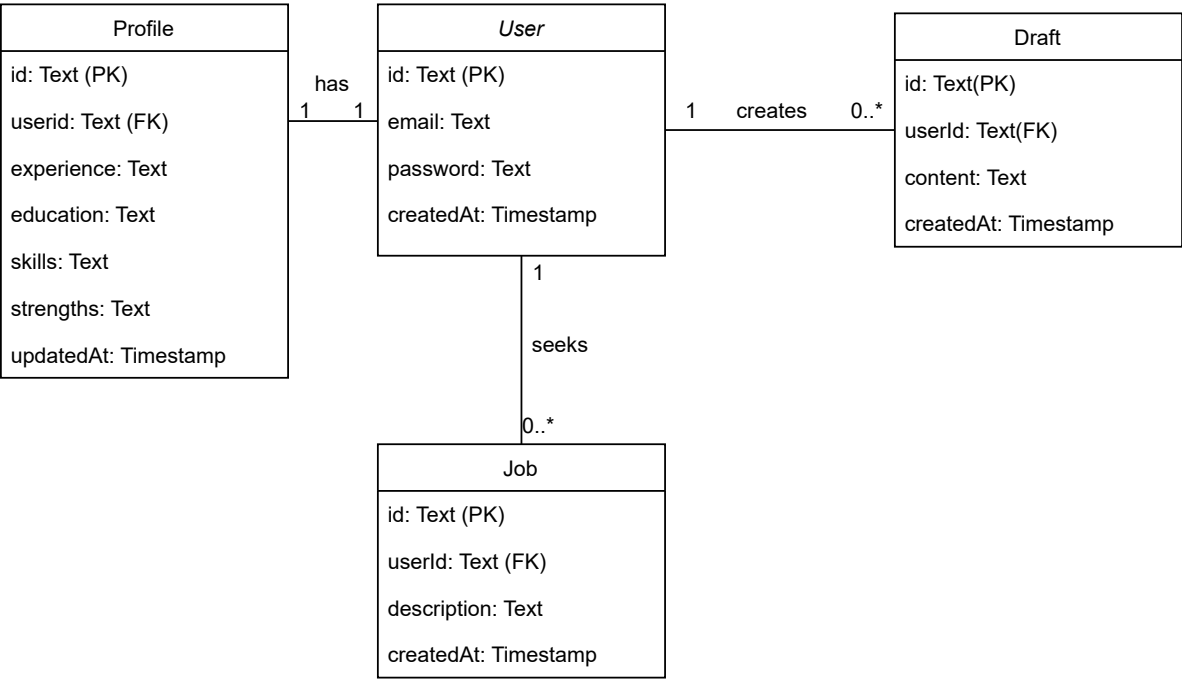 Profile
id: Text (PK)
userid: Text (FK)
experience: Text
education: Text
skills: Text
strengths: Text
updatedAt: Timestamp
has
1 1
User
id: Text (PK)
email: Text
password: Text
createdAt: Timestamp
1 creates 0..*
Draft
id: Text(PK)
userId: Text(FK)
content: Text
createdAt: Timestamp
1
seeks
0..*
Job
id: Text (PK)
userId: Text (FK)
description: Text
createdAt: Timestamp